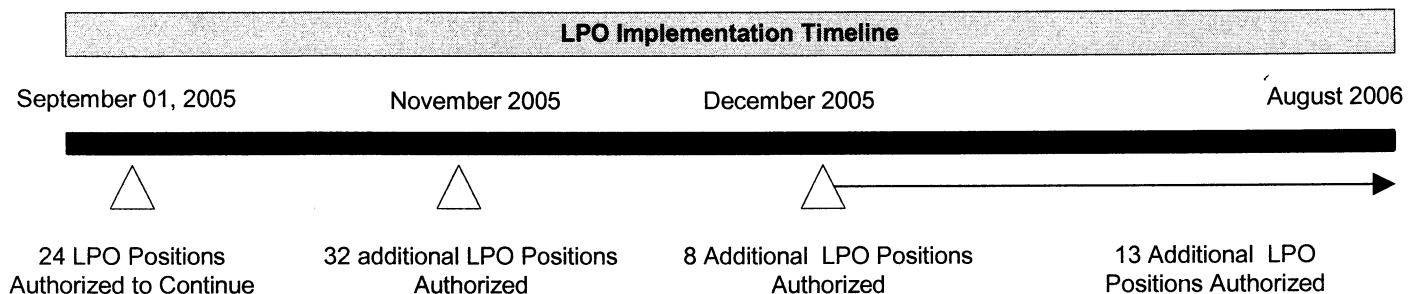 LPO Implementation Timeline
September 01, 2005
November 2005
December 2005
August 2006
24 LPO Positions
Authorized to Continue
32 additional LPO Positions
Authorized
8 Additional LPO Positions
Authorized
13 Additional LPO
Positions Authorized